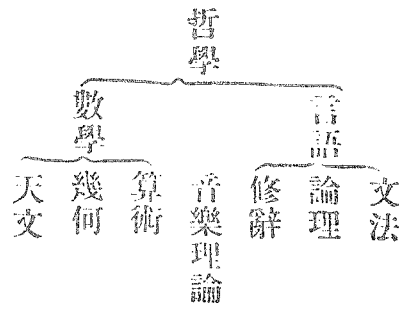 哲學
言語
數學
文法
論理
修辭
音樂理論
算術
幾何
天文